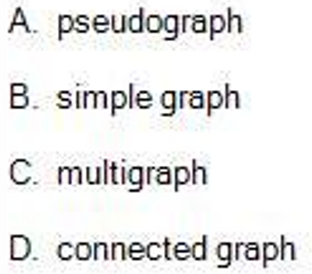 A. pseudograph
B. simple graph
C. multigraph
D. connected graph